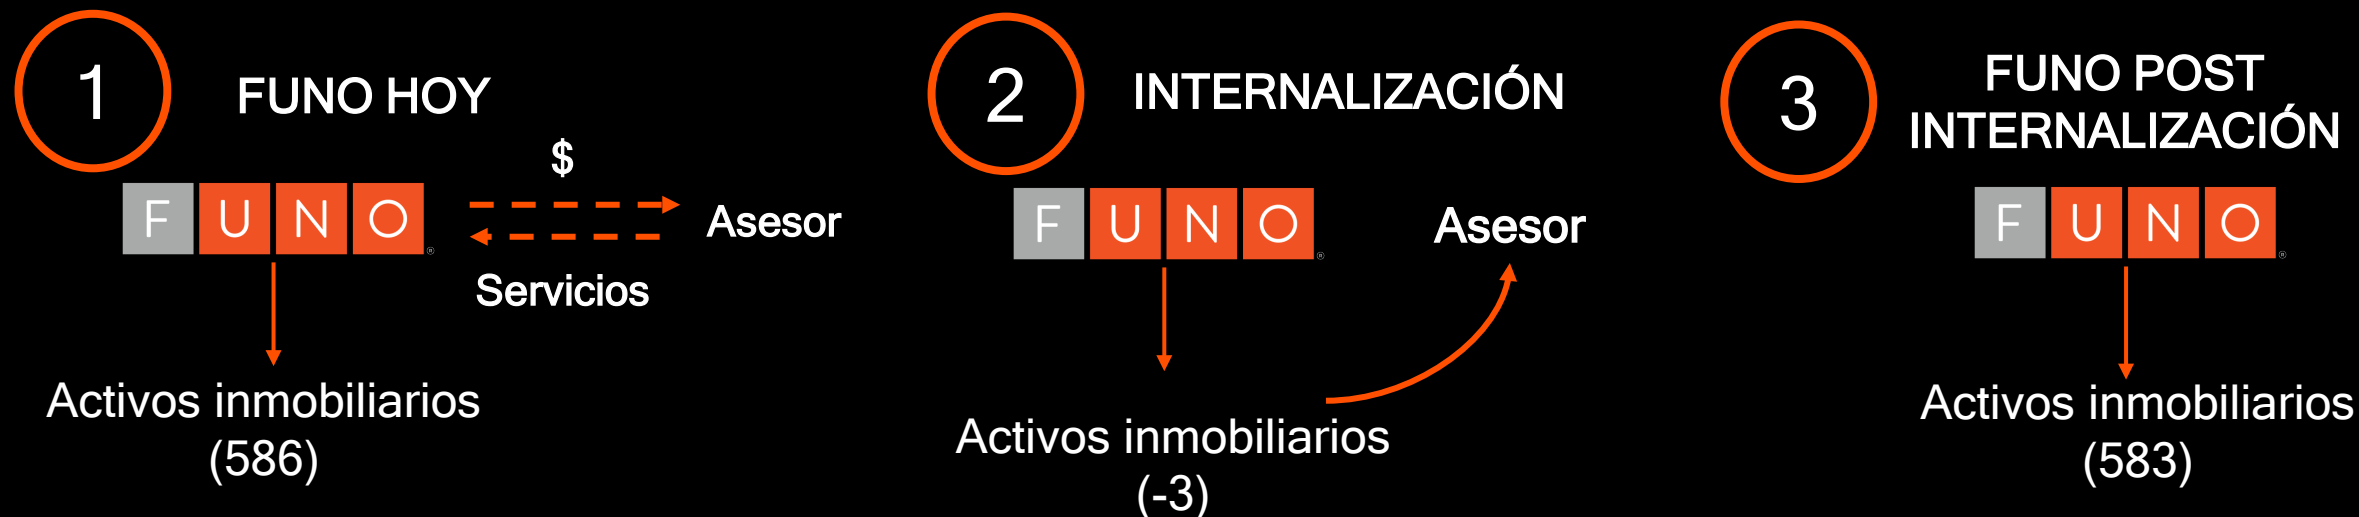 1
FUNO HOY
$
FUNO®
Asesor
Servicios
Activos inmobiliarios
(586)
2
INTERNALIZACIÓN
FUNO®
Asesor
Activos inmobiliarios
(-3)
3
FUNO POST
INTERNALIZACIÓN
FUNO®
Activos inmobiliarios
(583)